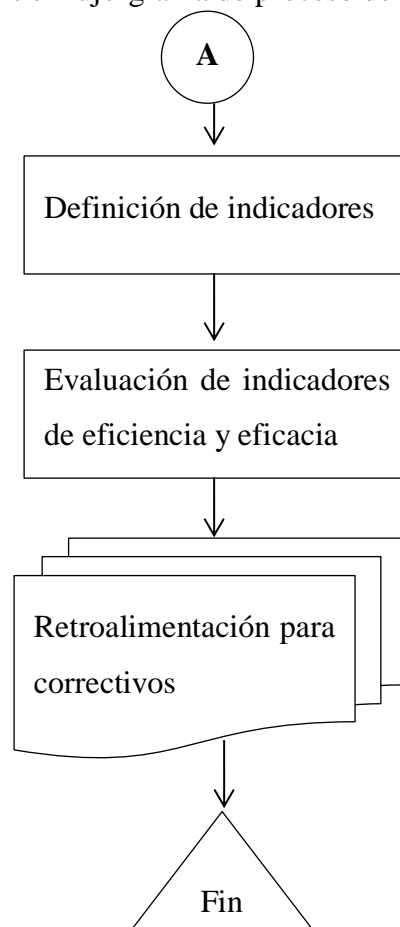 A
Definición de indicadores
Evaluación de indicadores
de eficiencia y eficacia
Retroalimentación para
correctivos
Fin